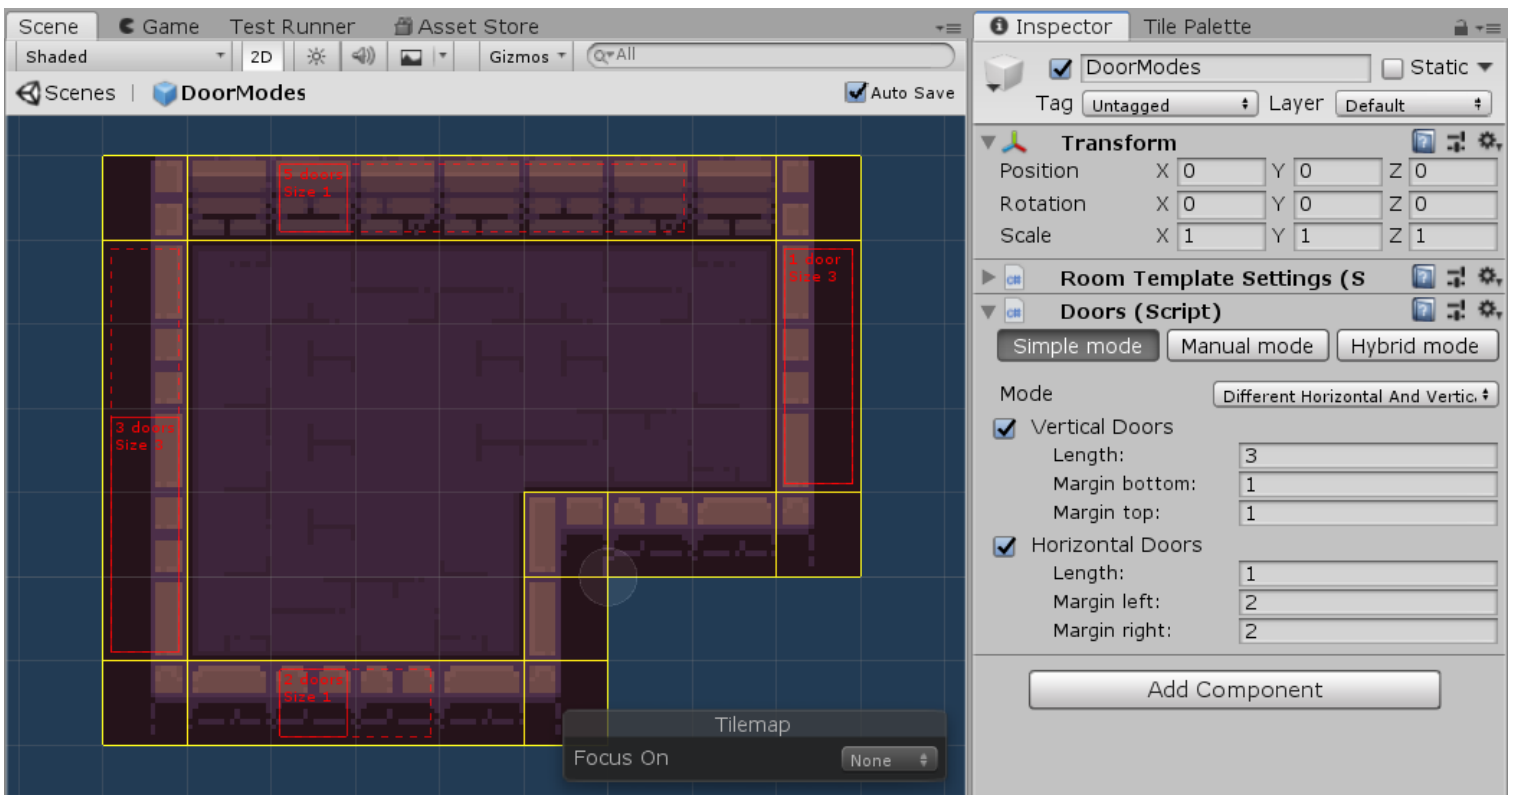 Scene Game Test Runner Asset Store
Shaded 2D Gizmos All
Scenes | DoorModes Auto Save
5 doors
Size 1
1 door
Size 3
3 doors
Size 3
2 doors
Size 1
Tilemap
Focus On None
Inspector Tile Palette
DoorModes Static
Tag Untagged Layer Default
Transform
Position X 0 Y 0 Z 0
Rotation X 0 Y 0 Z 0
Scale X 1 Y 1 Z 1
Room Template Settings (S
Doors (Script)
Simple mode Manual mode Hybrid mode
Mode Different Horizontal And Vertic
Vertical Doors
Length: 3
Margin bottom: 1
Margin top: 1
Horizontal Doors
Length: 1
Margin left: 2
Margin right: 2
Add Component